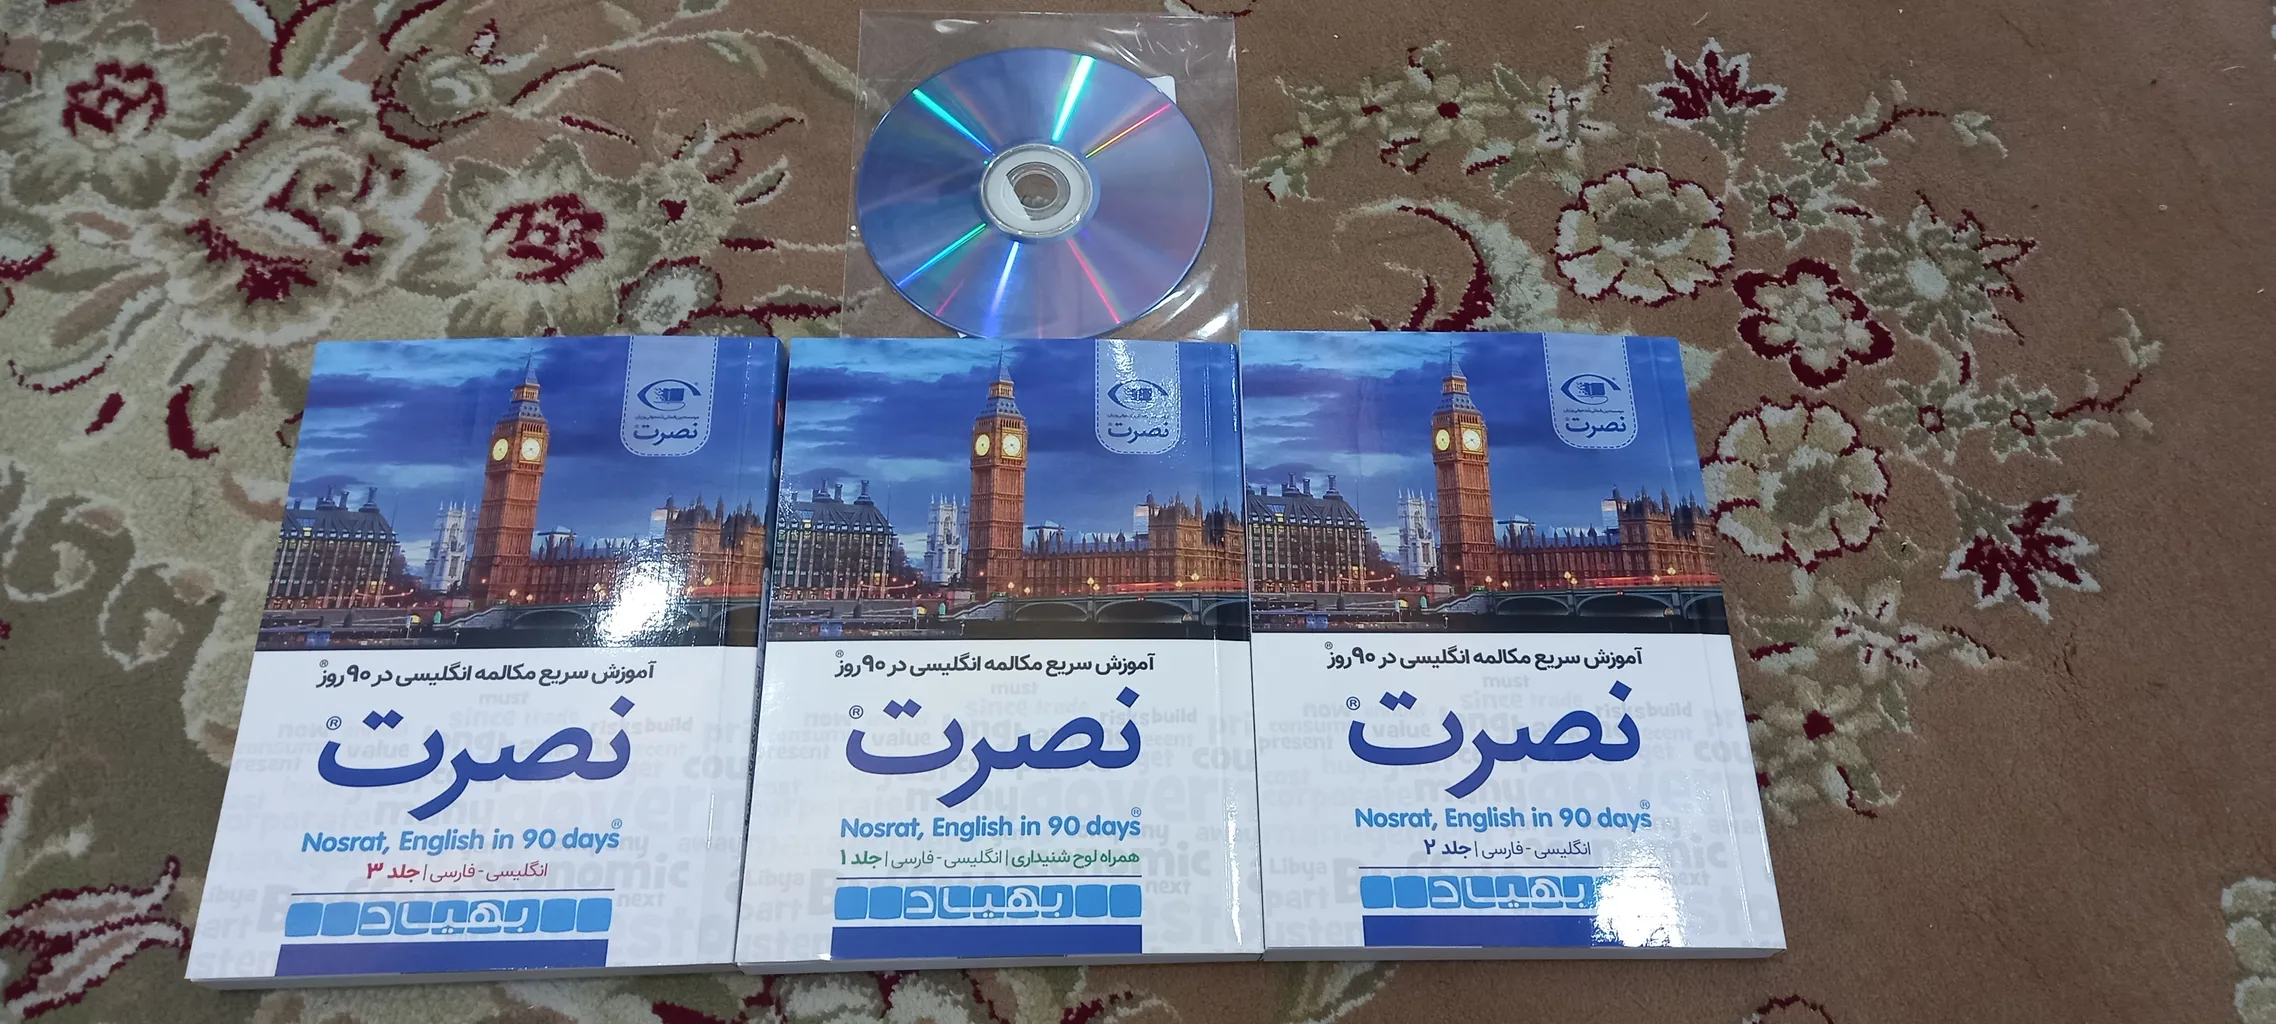 نصرت
آموزش سریع مکالمه انگلیسی در ۹۰ روز®
نصرت®
Nosrat, English in 90 days®
انگلیسی - فارسی | جلد ۳
بهیاد
نصرت
آموزش سریع مکالمه انگلیسی در ۹۰ روز®
نصرت®
Nosrat, English in 90 days®
همراه لوح شنیداری | انگلیسی - فارسی | جلد ۱
بهیاد
نصرت
آموزش سریع مکالمه انگلیسی در ۹۰ روز®
نصرت®
Nosrat, English in 90 days®
انگلیسی - فارسی | جلد ۲
بهیاد